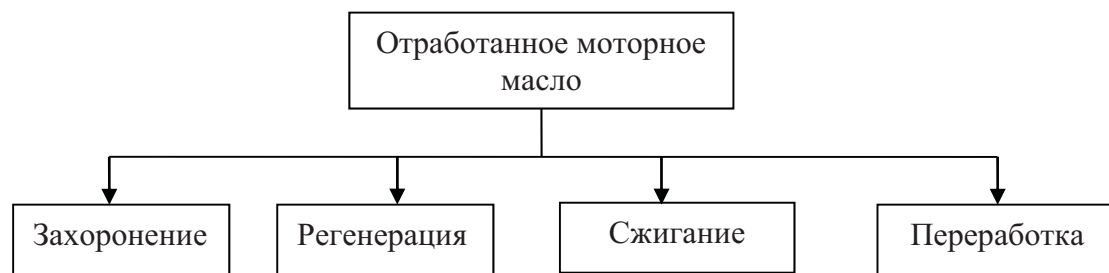 Отработанное моторное
масло
Захоронение
Регенерация
Сжигание
Переработка